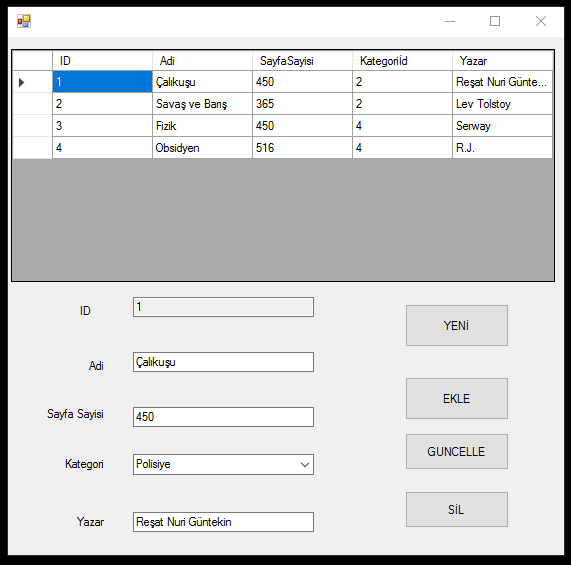 ID Adi SayfaSayisi KategoriId Yazar
1 Çalıkuşu 450 2 Reşat Nuri Günte...
2 Savaş ve Barış 365 2 Lev Tolstoy
3 Fizik 450 4 Serway
4 Obsidyen 516 4 R.J.
ID 1
YENİ
Adi Çalıkuşu
Sayfa Sayisi 450
EKLE
Kategori Polisiye
GUNCELLE
Yazar Reşat Nuri Güntekin
SİL